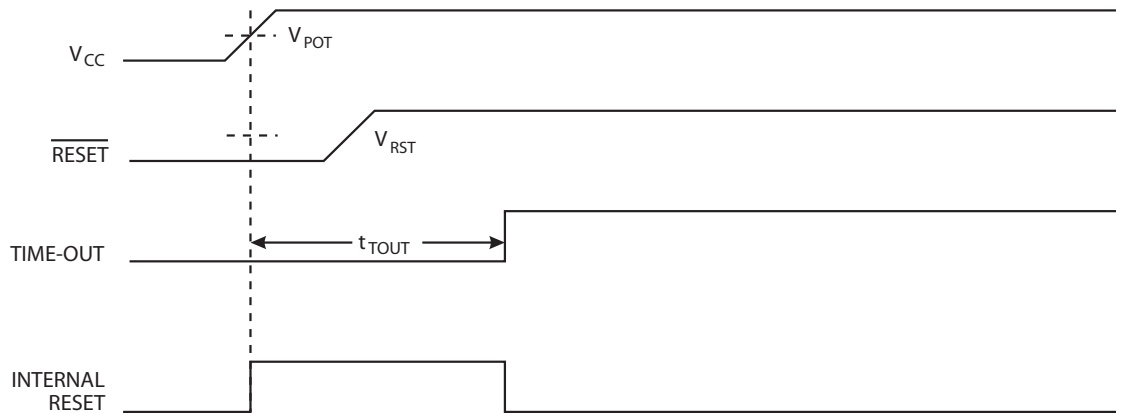 V_CC
V_POT
RESET
V_RST
TIME-OUT
t_TOUT
INTERNAL
RESET